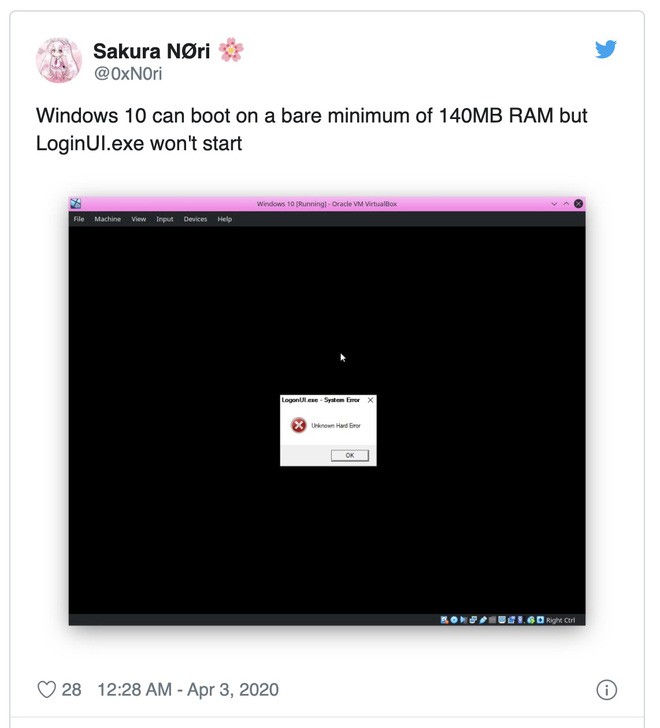 Sakura NØri 🌸
@0xN0ri
Windows 10 can boot on a bare minimum of 140MB RAM but
LoginUI.exe won't start
Windows 10 [Running] - Oracle VM VirtualBox
File Machine View Input Devices Help
LogonUI.exe - System Error
Unknown Hard Error
OK
Right Ctrl
28 12:28 AM - Apr 3, 2020